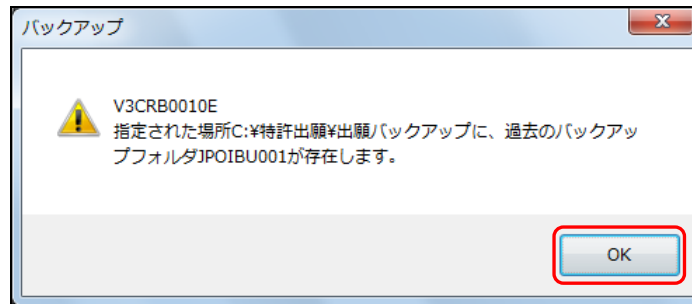 バックアップ
V3CRB0010E
指定された場所C:¥特許出願¥出願バックアップに、過去のバックアッ
プフォルダJPOIBU001が存在します。
OK